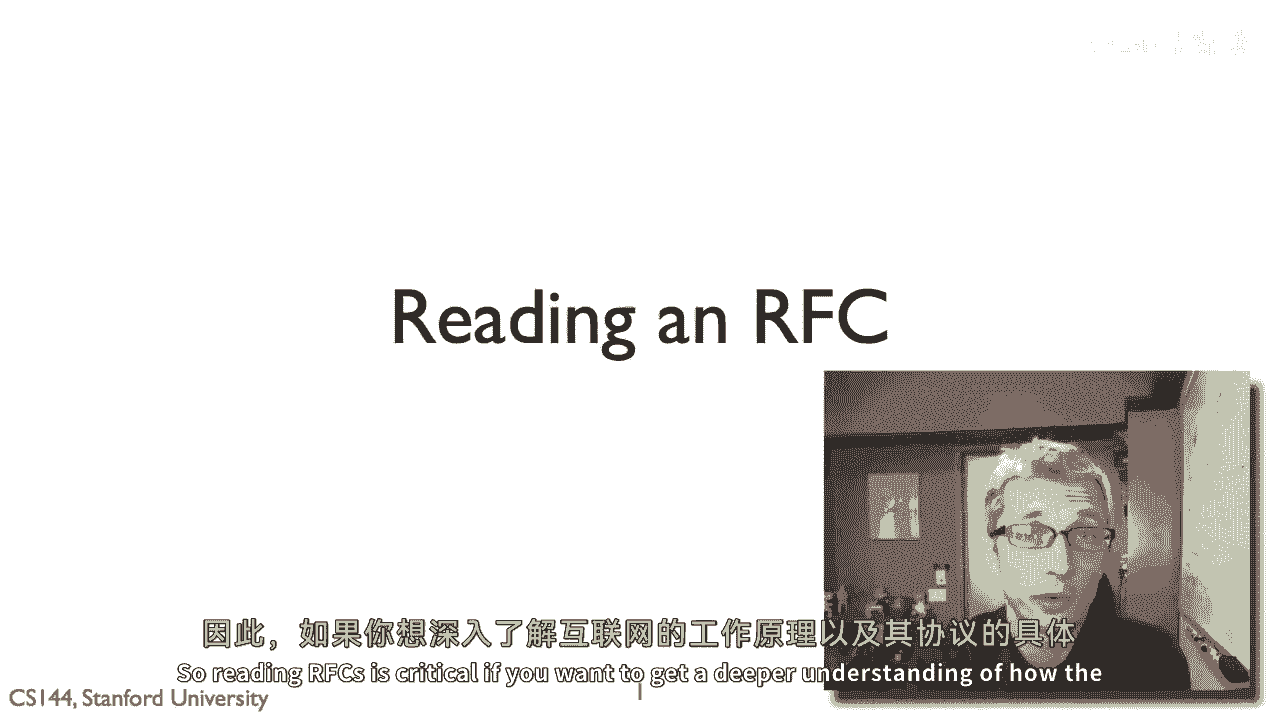 Reading an RFC
因此，如果你想深入了解互联网的工作原理以及其协议的具体
So reading RFCs is critical if you want to get a deeper understanding of how the
CS144, Stanford University
1